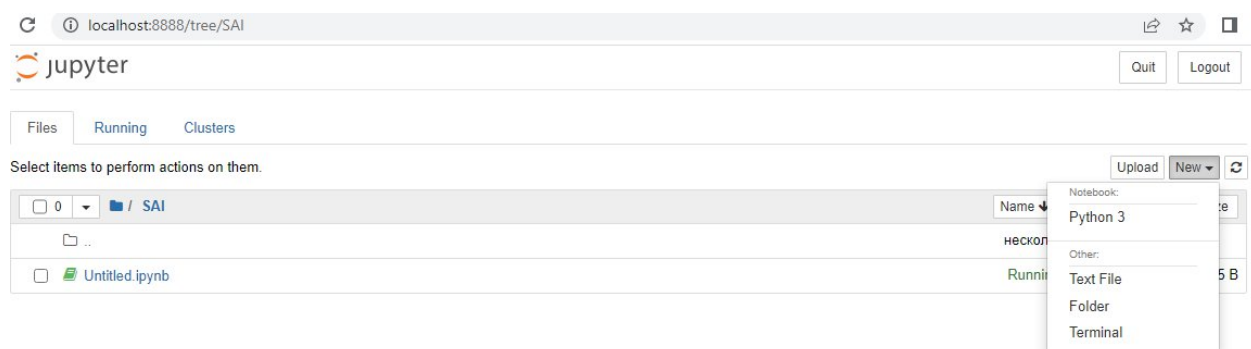 localhost:8888/tree/SAI
jupyter
Quit Logout
Files Running Clusters
Select items to perform actions on them.
Upload New
0 / SAI Name
Notebook:
Python 3
..
Other:
Untitled.ipynb
Text File
5 B
Folder
Terminal